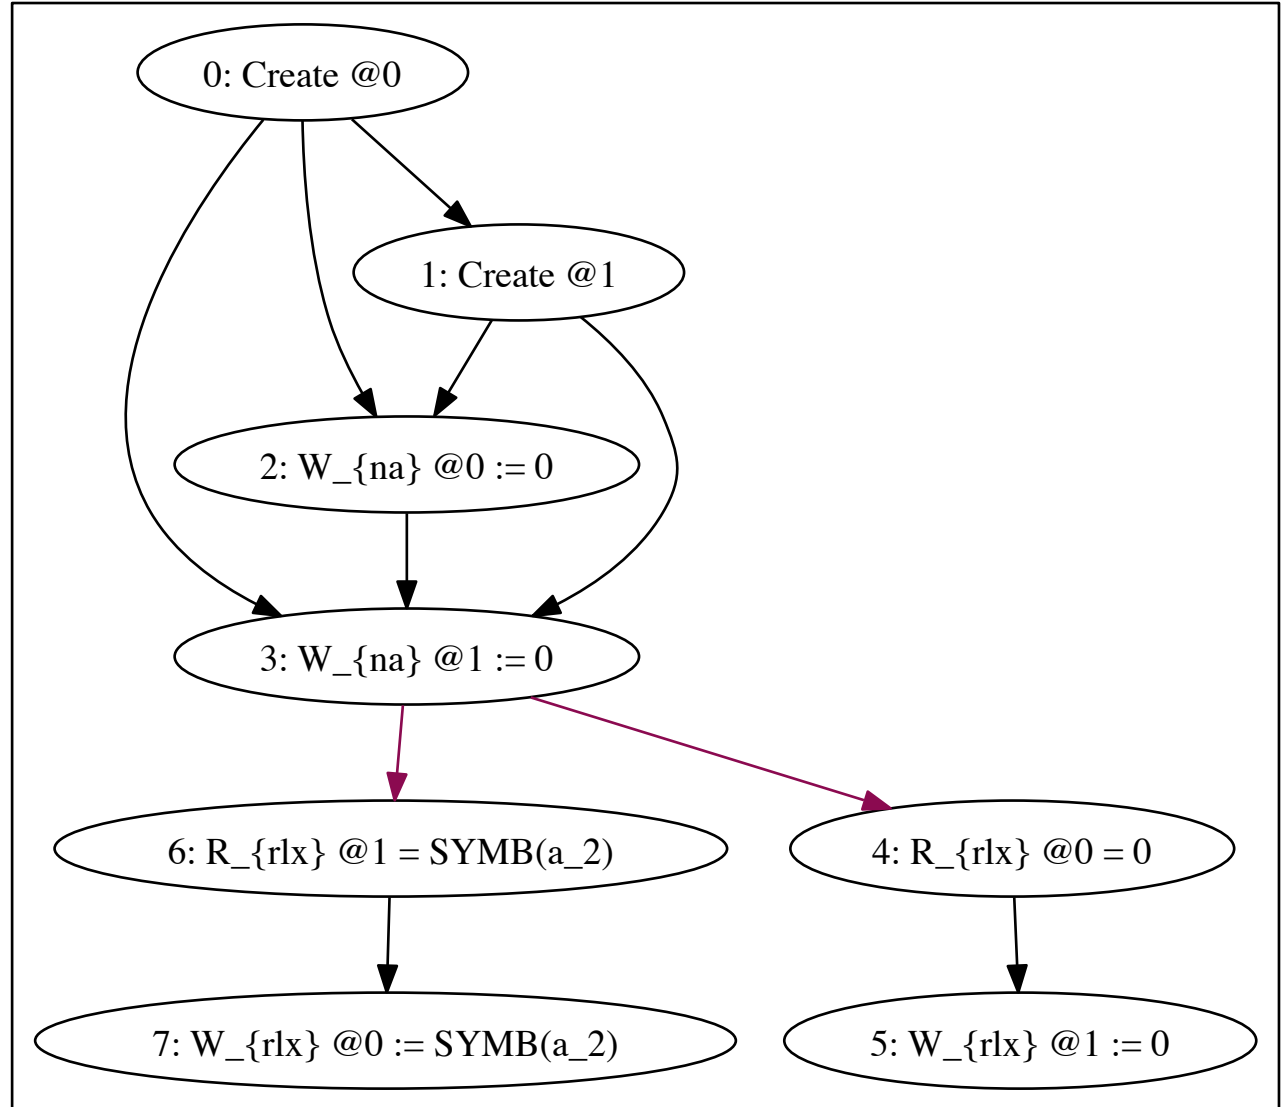 0: Create @0
1: Create @1
2: W_{na} @0 := 0
3: W_{na} @1 := 0
6: R_{rlx} @1 = SYMB(a_2)
4: R_{rlx} @0 = 0
7: W_{rlx} @0 := SYMB(a_2)
5: W_{rlx} @1 := 0